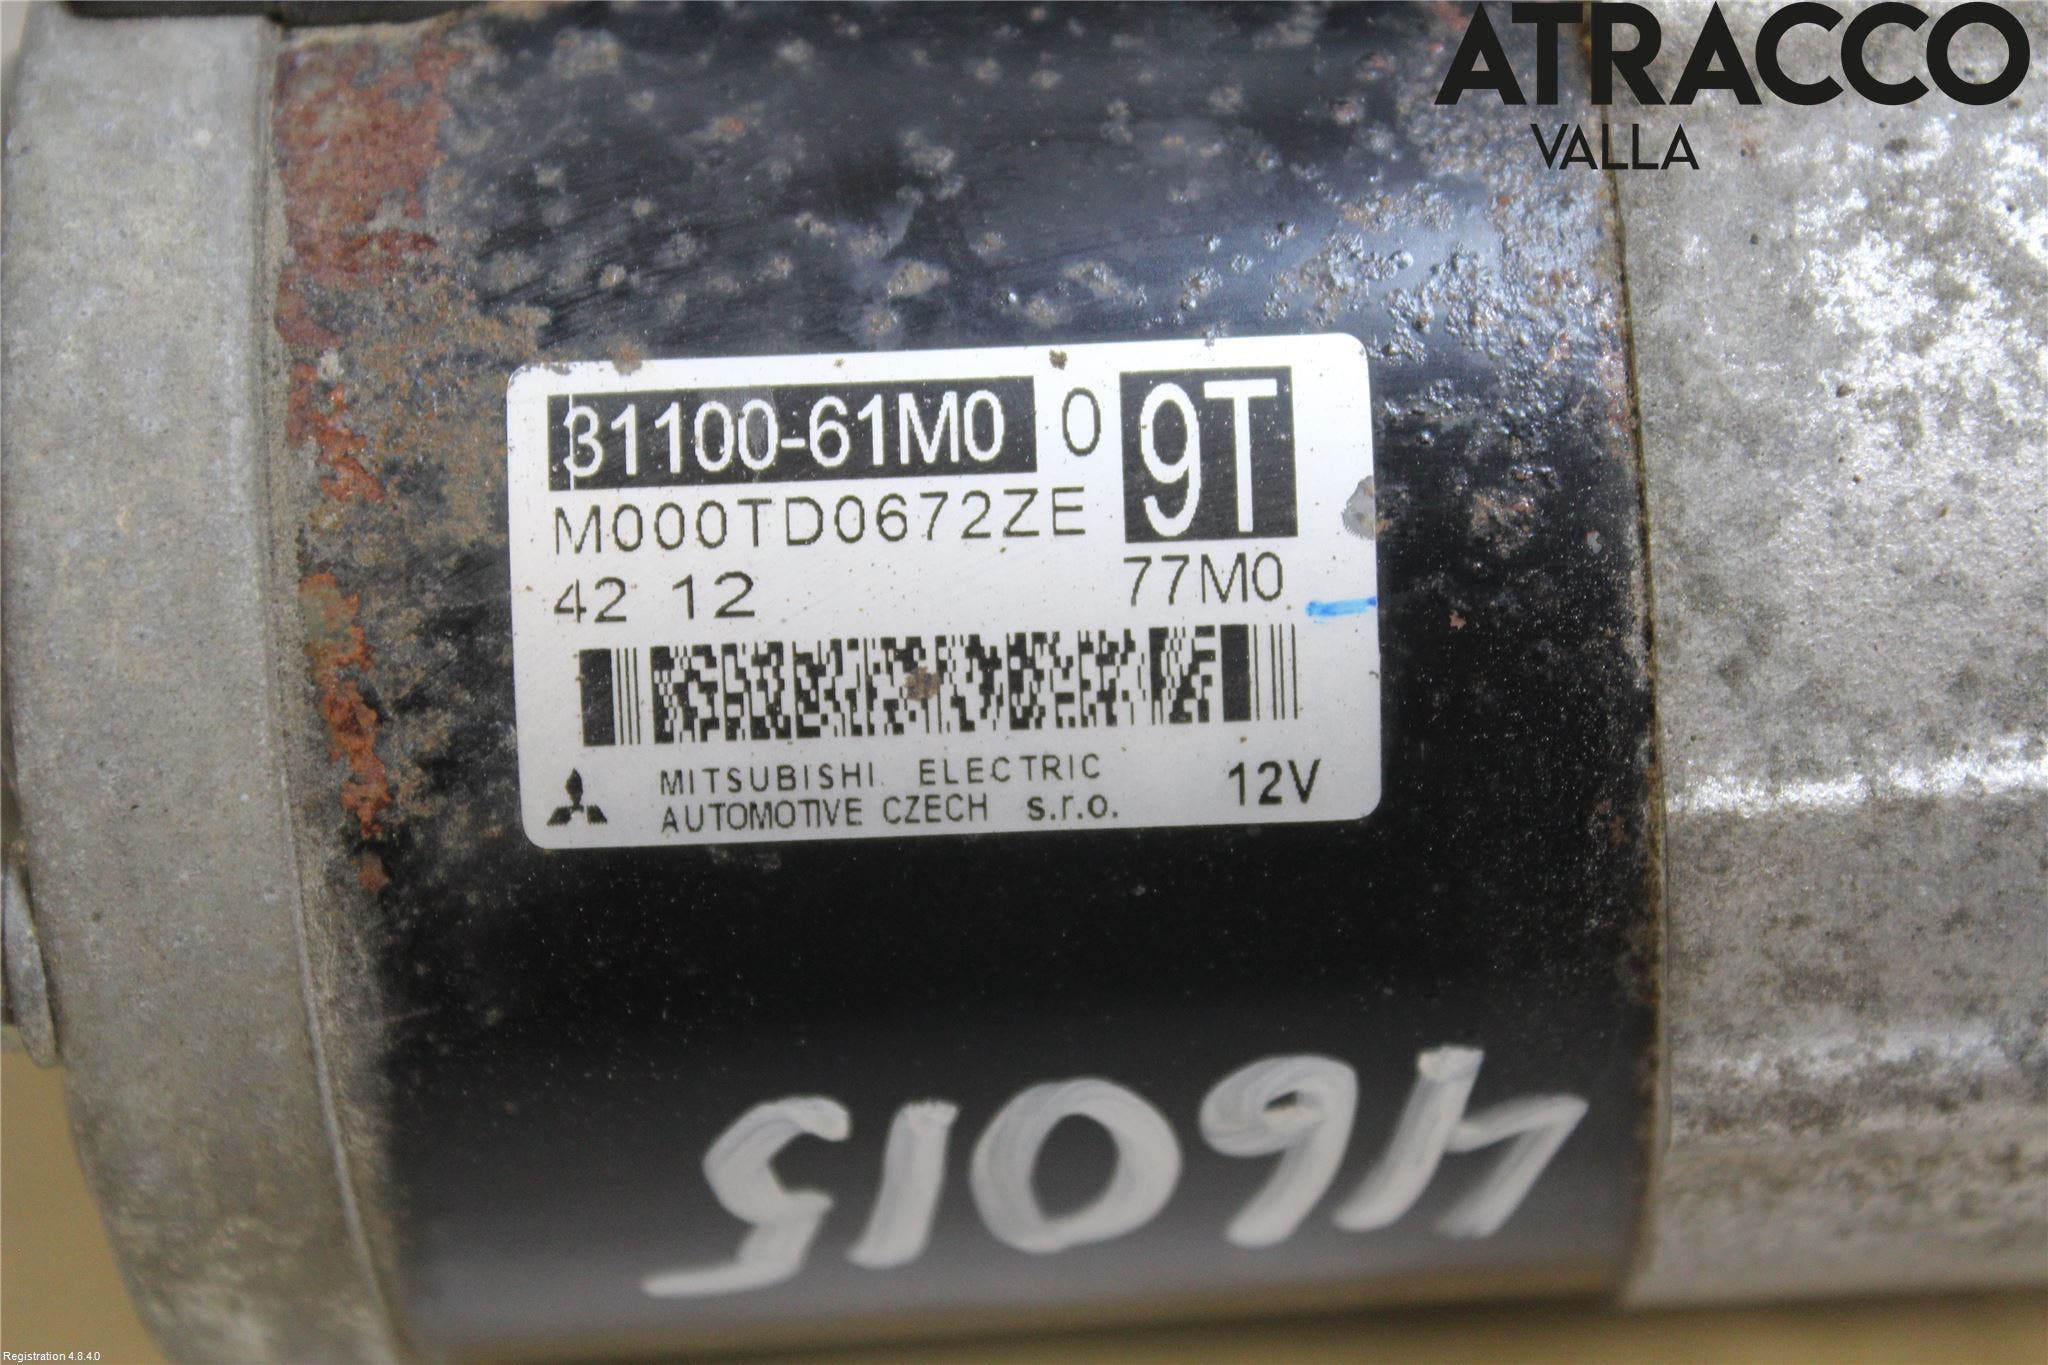 ATRACCO
VALLA
31100-61M0 0 9T
M000TD0672ZE
42 12 77M0
MITSUBISHI ELECTRIC
AUTOMOTIVE CZECH s.r.o. 12V
46015
Registration 4.8.4.0